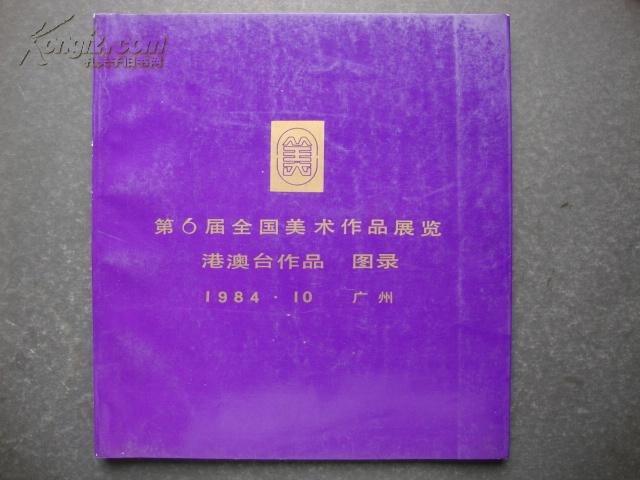 Kongfz.com
孔夫子旧书网
美
第6届全国美术作品展览
港澳台作品 图录
1984·10 广州